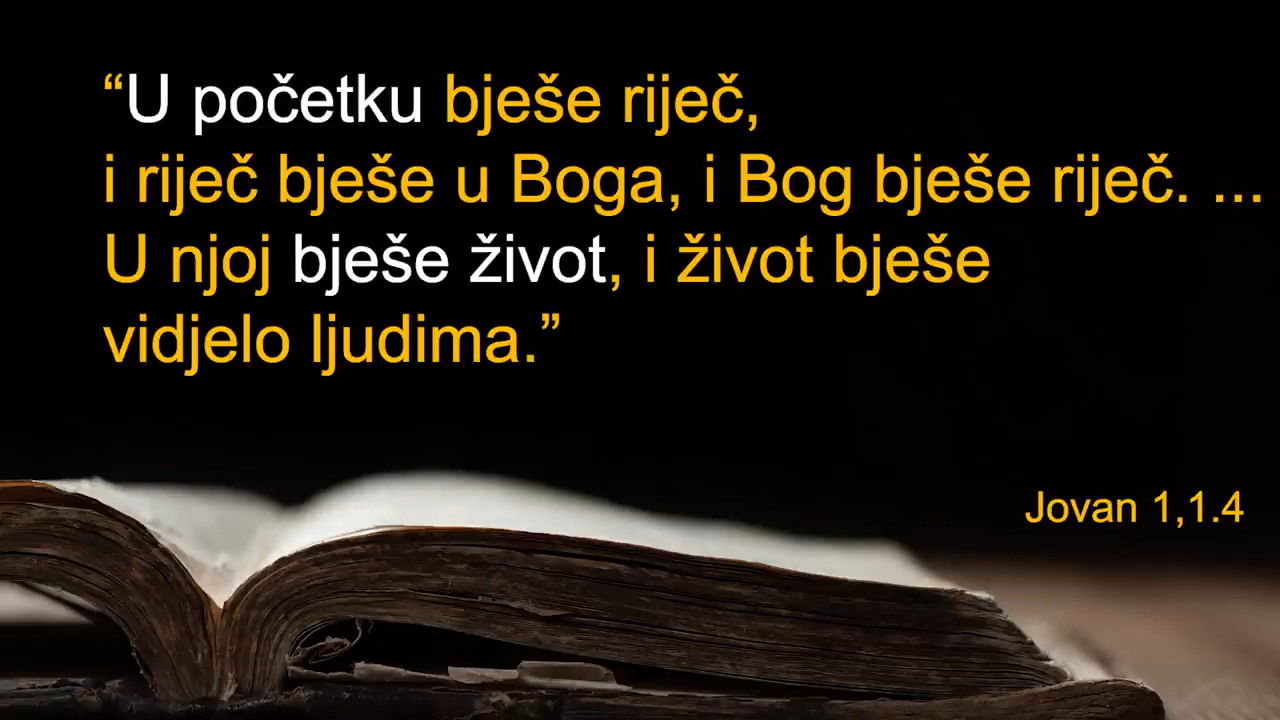 “U početku bješe riječ,
i riječ bješe u Boga, i Bog bješe riječ. ...
U njoj bješe život, i život bješe
vidjelo ljudima.”
Jovan 1,1.4